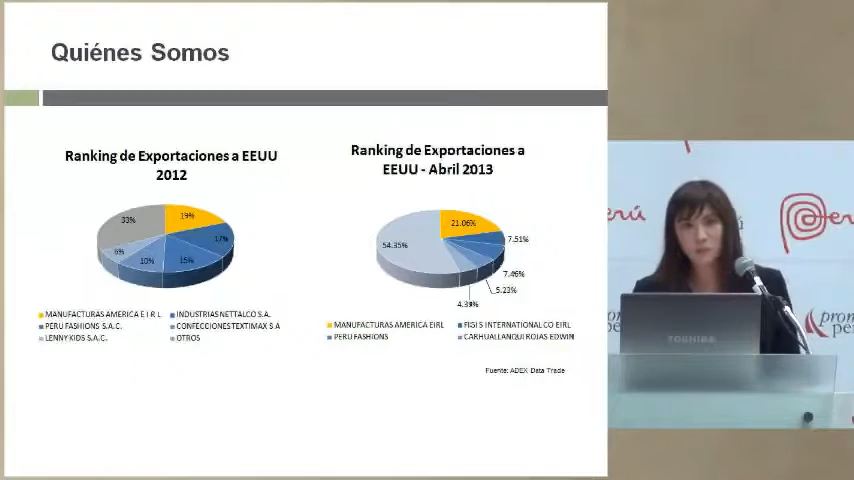 Quiénes Somos
Ranking de Exportaciones a EEUU
2012
19%
17%
15%
10%
6%
33%
MANUFACTURAS AMERICA E I R L
INDUSTRIAS NETTALCO S.A.
PERU FASHIONS S.A.C.
CONFECCIONES TEXTIMAX S A
LENNY KIDS S.A.C.
OTROS
Ranking de Exportaciones a
EEUU - Abril 2013
21.06%
7.51%
7.46%
5.23%
54.35%
MANUFACTURAS AMERICA EIRL
FISIS INTERNATIONAL CO EIRL
PERU FASHIONS
CARHUALLANQUI ROJAS EDWIN
Fuente: ADEX Data Trade
TOSHIBA